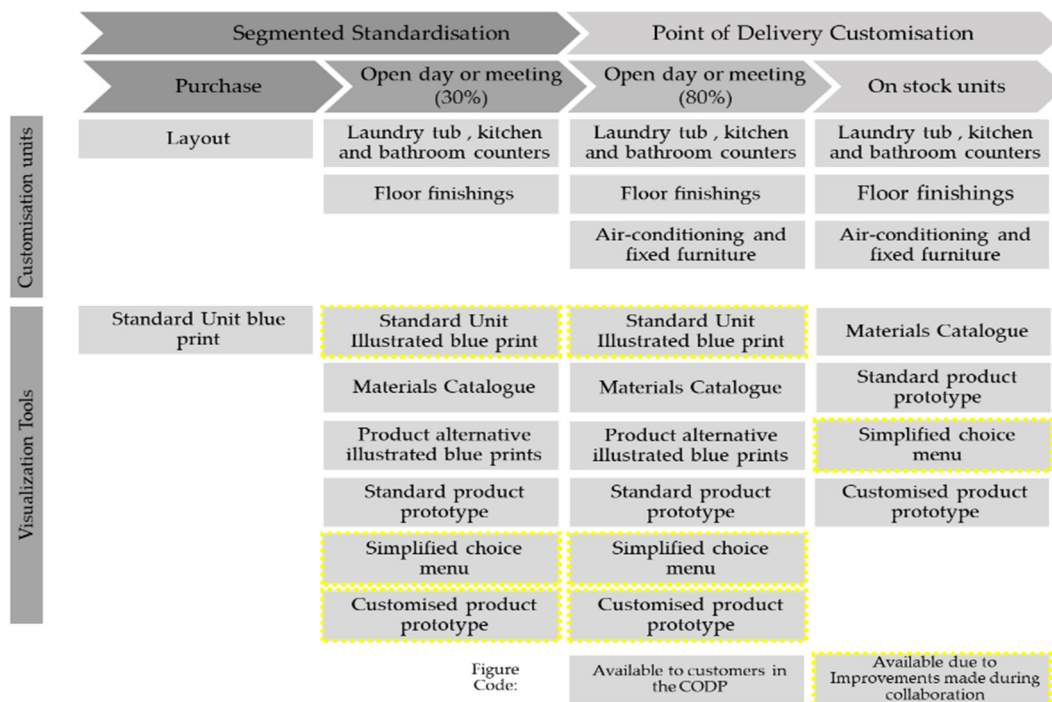 Segmented Standardisation
Point of Delivery Customisation
Purchase
Open day or meeting
(30%)
Open day or meeting
(80%)
On stock units
Customisation units
Layout
Laundry tub , kitchen
and bathroom counters
Laundry tub , kitchen
and bathroom counters
Laundry tub , kitchen
and bathroom counters
Floor finishings
Floor finishings
Floor finishings
Air-conditioning and
fixed furniture
Air-conditioning and
fixed furniture
Visualization Tools
Standard Unit blue
print
Standard Unit
Illustrated blue print
Standard Unit
Illustrated blue print
Materials Catalogue
Materials Catalogue
Materials Catalogue
Standard product
prototype
Product alternative
illustrated blue prints
Product alternative
illustrated blue prints
Simplified choice
menu
Standard product
prototype
Standard product
prototype
Customised product
prototype
Simplified choice
menu
Simplified choice
menu
Customised product
prototype
Customised product
prototype
Figure
Code:
Available to customers in
the CODP
Available due to
Improvements made during
collaboration